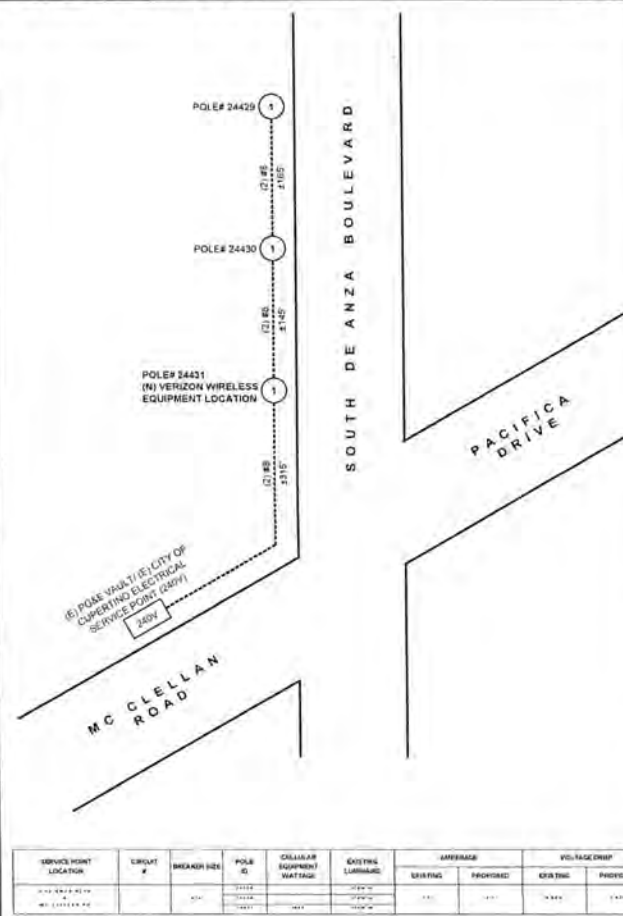 POLE# 24429
1
(2) #8
±165'
SOUTH DE ANZA BOULEVARD
POLE# 24430
1
(2) #8
±145'
POLE# 24431
(N) VERIZON WIRELESS
EQUIPMENT LOCATION
1
(2) #8
±315'
PACIFICA
DRIVE
(E) PG&E VAULT/ (E) CITY OF
CUPERTINO ELECTRICAL
SERVICE POINT (240V)
240V
MC CLELLAN
ROAD
SERVICE POINT
LOCATION
CIRCUIT
#
BREAKER SIZE
POLE
ID
CELLULAR
EQUIPMENT
WATTAGE
EXISTING
LUMINAIRE
AMPERAGE
EXISTING
PROPOSED
VOLTAGE DROP
EXISTING